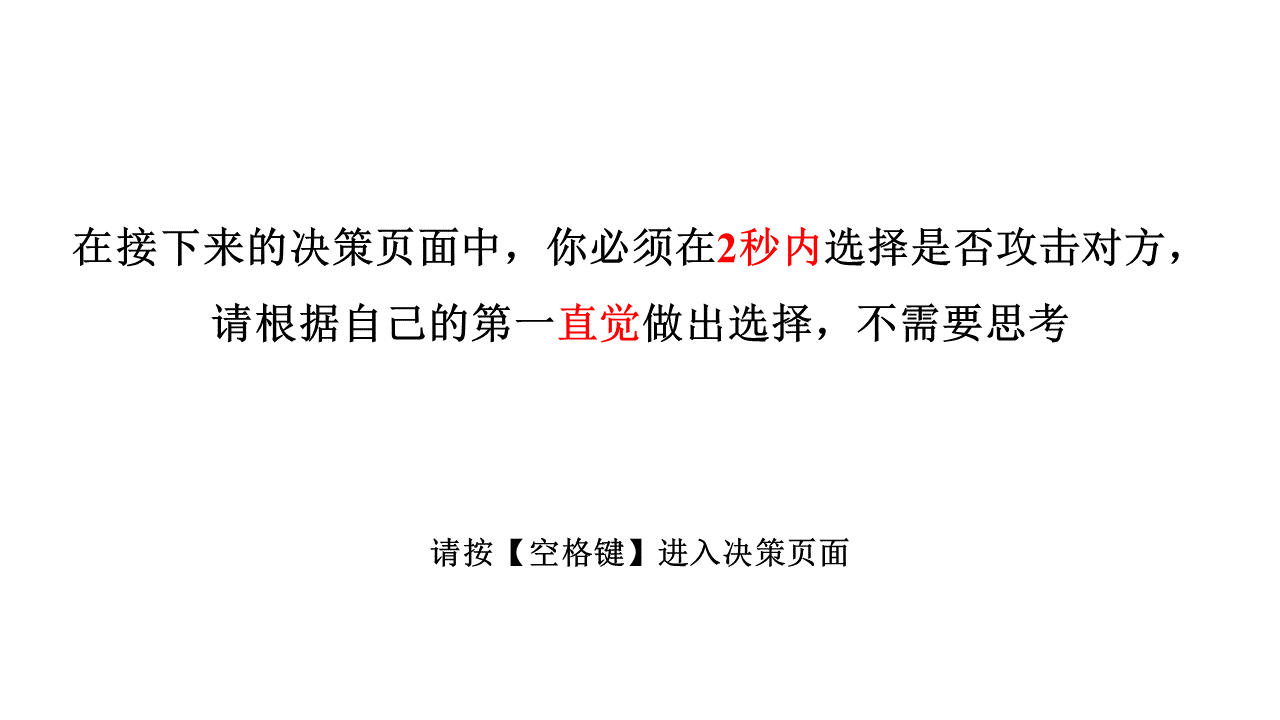 在接下来的决策页面中，你必须在2秒内选择是否攻击对方，
请根据自己的第一直觉做出选择，不需要思考
请按【空格键】进入决策页面